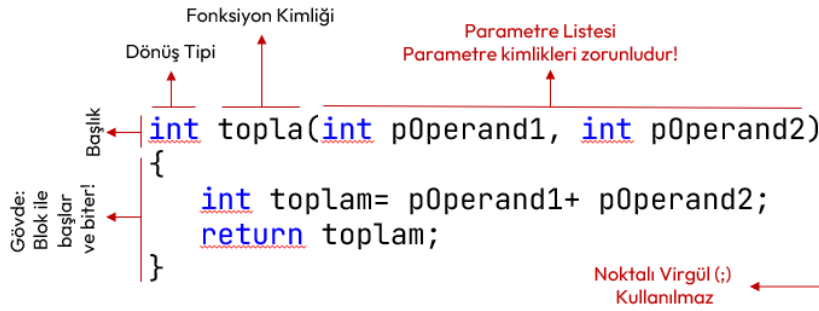 Fonksiyon Kimliği
Dönüş Tipi
Parametre Listesi
Parametre kimlikleri zorunludur!
Başlık
int topla(int pOperand1, int pOperand2)
{
int toplam= pOperand1+ pOperand2;
return toplam;
}
Gövde:
Blok ile
başlar
ve biter!
Noktalı Virgül (;)
Kullanılmaz